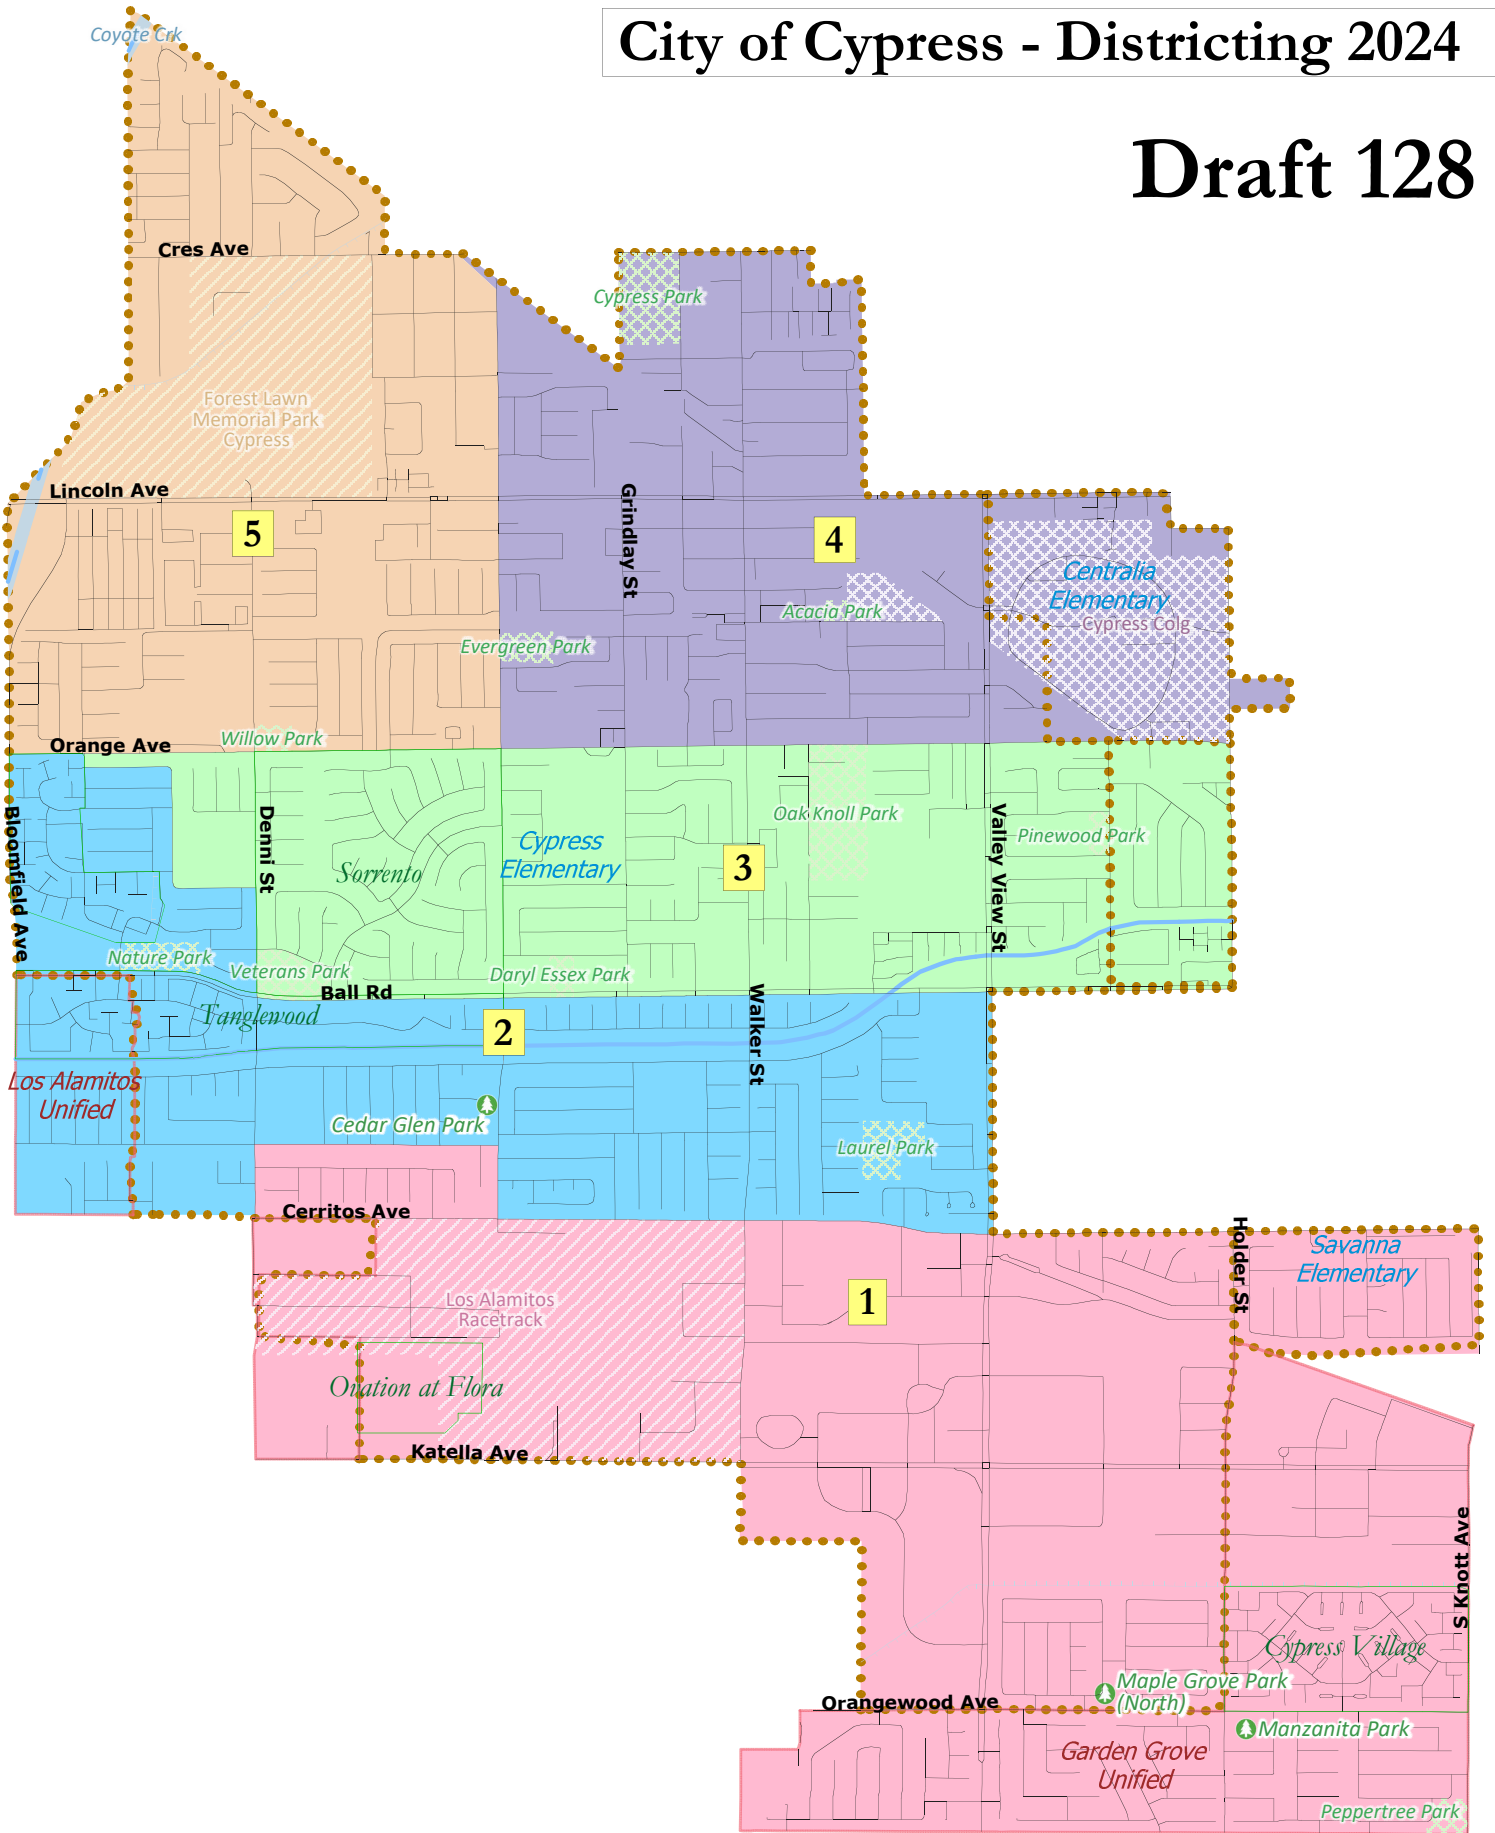 City of Cypress - Districting 2024
Coyote Crk
Draft 128
Cres Ave
Cypress Park
Forest Lawn
Memorial Park
Cypress
Lincoln Ave
Grindlay St
5
4
Centralia
Elementary
Acacia Park
Cypress Colg
Evergreen Park
Willow Park
Orange Ave
Bloomfield Ave
Denni St
Valley View St
Oak Knoll Park
Pinewood Park
Cypress
Elementary
3
Sorrento
Nature Park
Veterans Park
Daryl Essex Park
Ball Rd
Walker St
Tanglewood
2
Los Alamitos
Unified
Cedar Glen Park
Laurel Park
Cerritos Ave
Holder St
Savanna
Elementary
Los Alamitos
Racetrack
1
Ovation at Flora
Katella Ave
S Knott Ave
Cypress Village
Maple Grove Park
(North)
Orangewood Ave
Manzanita Park
Garden Grove
Unified
Peppertree Park